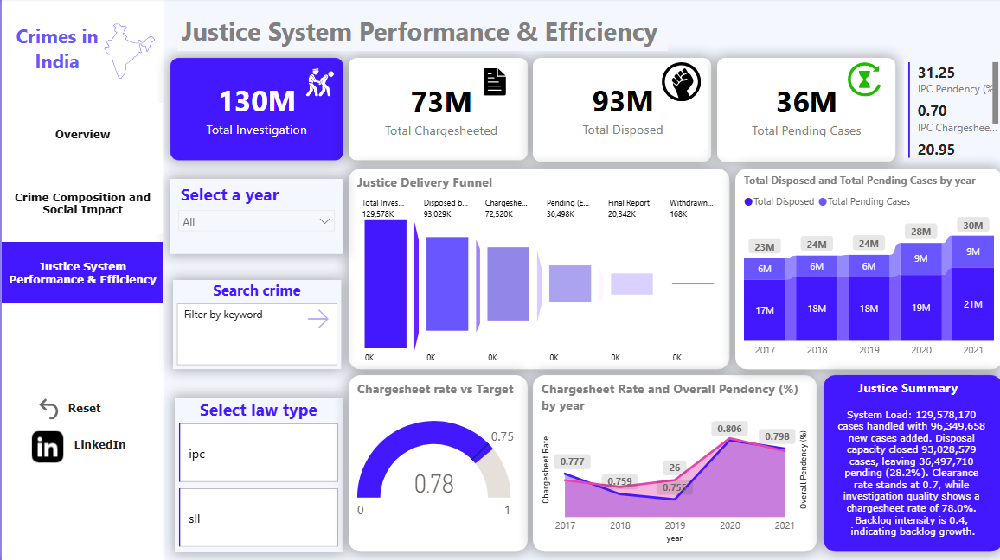 Crimes in
India
Overview
Crime Composition and
Social Impact
Justice System
Performance & Efficiency
Reset
LinkedIn
Justice System Performance & Efficiency
130M
Total Investigation
73M
Total Chargesheeted
93M
Total Disposed
36M
Total Pending Cases
31.25
IPC Pendency (%
0.70
IPC Chargeshee...
20.95
Select a year
All
Search crime
Filter by keyword
Select law type
ipc
sll
Justice Delivery Funnel
Total Inves... Disposed b... Chargeshe... Pending (E... Final Report Withdrawn...
129,578K 93,029K 72,520K 36,498K 20,342K 168K
0K 0K 0K 0K 0K 0K
Total Disposed and Total Pending Cases by year
Total Disposed Total Pending Cases
23M 24M 24M 28M 30M
6M 6M 6M 9M 9M
17M 18M 18M 19M 21M
2017 2018 2019 2020 2021
Chargesheet rate vs Target
0.75
0.78
0 1
Chargesheet Rate and Overall Pendency (%)
by year
Chargesheet Rate
0.777 0.759 26 0.755 0.806 0.798
Overall Pendency (%)
2017 2018 2019 2020 2021
year
Justice Summary
System Load: 129,578,170
cases handled with 96,349,658
new cases added. Disposal
capacity closed 93,028,579
cases, leaving 36,497,710
pending (28.2%). Clearance
rate stands at 0.7, while
investigation quality shows a
chargesheet rate of 78.0%.
Backlog intensity is 0.4,
indicating backlog growth.
in